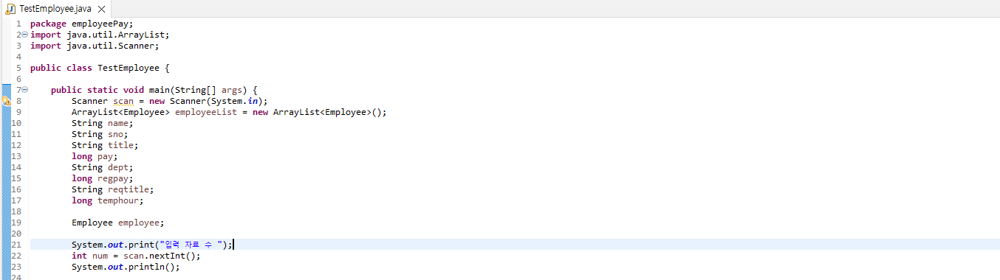 TestEmployee.java
1 package employeePay;
2 import java.util.ArrayList;
3 import java.util.Scanner;
4
5 public class TestEmployee {
6
7 public static void main(String[] args) {
8 Scanner scan = new Scanner(System.in);
9 ArrayList<Employee> employeeList = new ArrayList<Employee>();
10 String name;
11 String sno;
12 String title;
13 long pay;
14 String dept;
15 long regpay;
16 String reqtitle;
17 long temphour;
18
19 Employee employee;
20
21 System.out.print("입력 자료 수 ");
22 int num = scan.nextInt();
23 System.out.println();
24